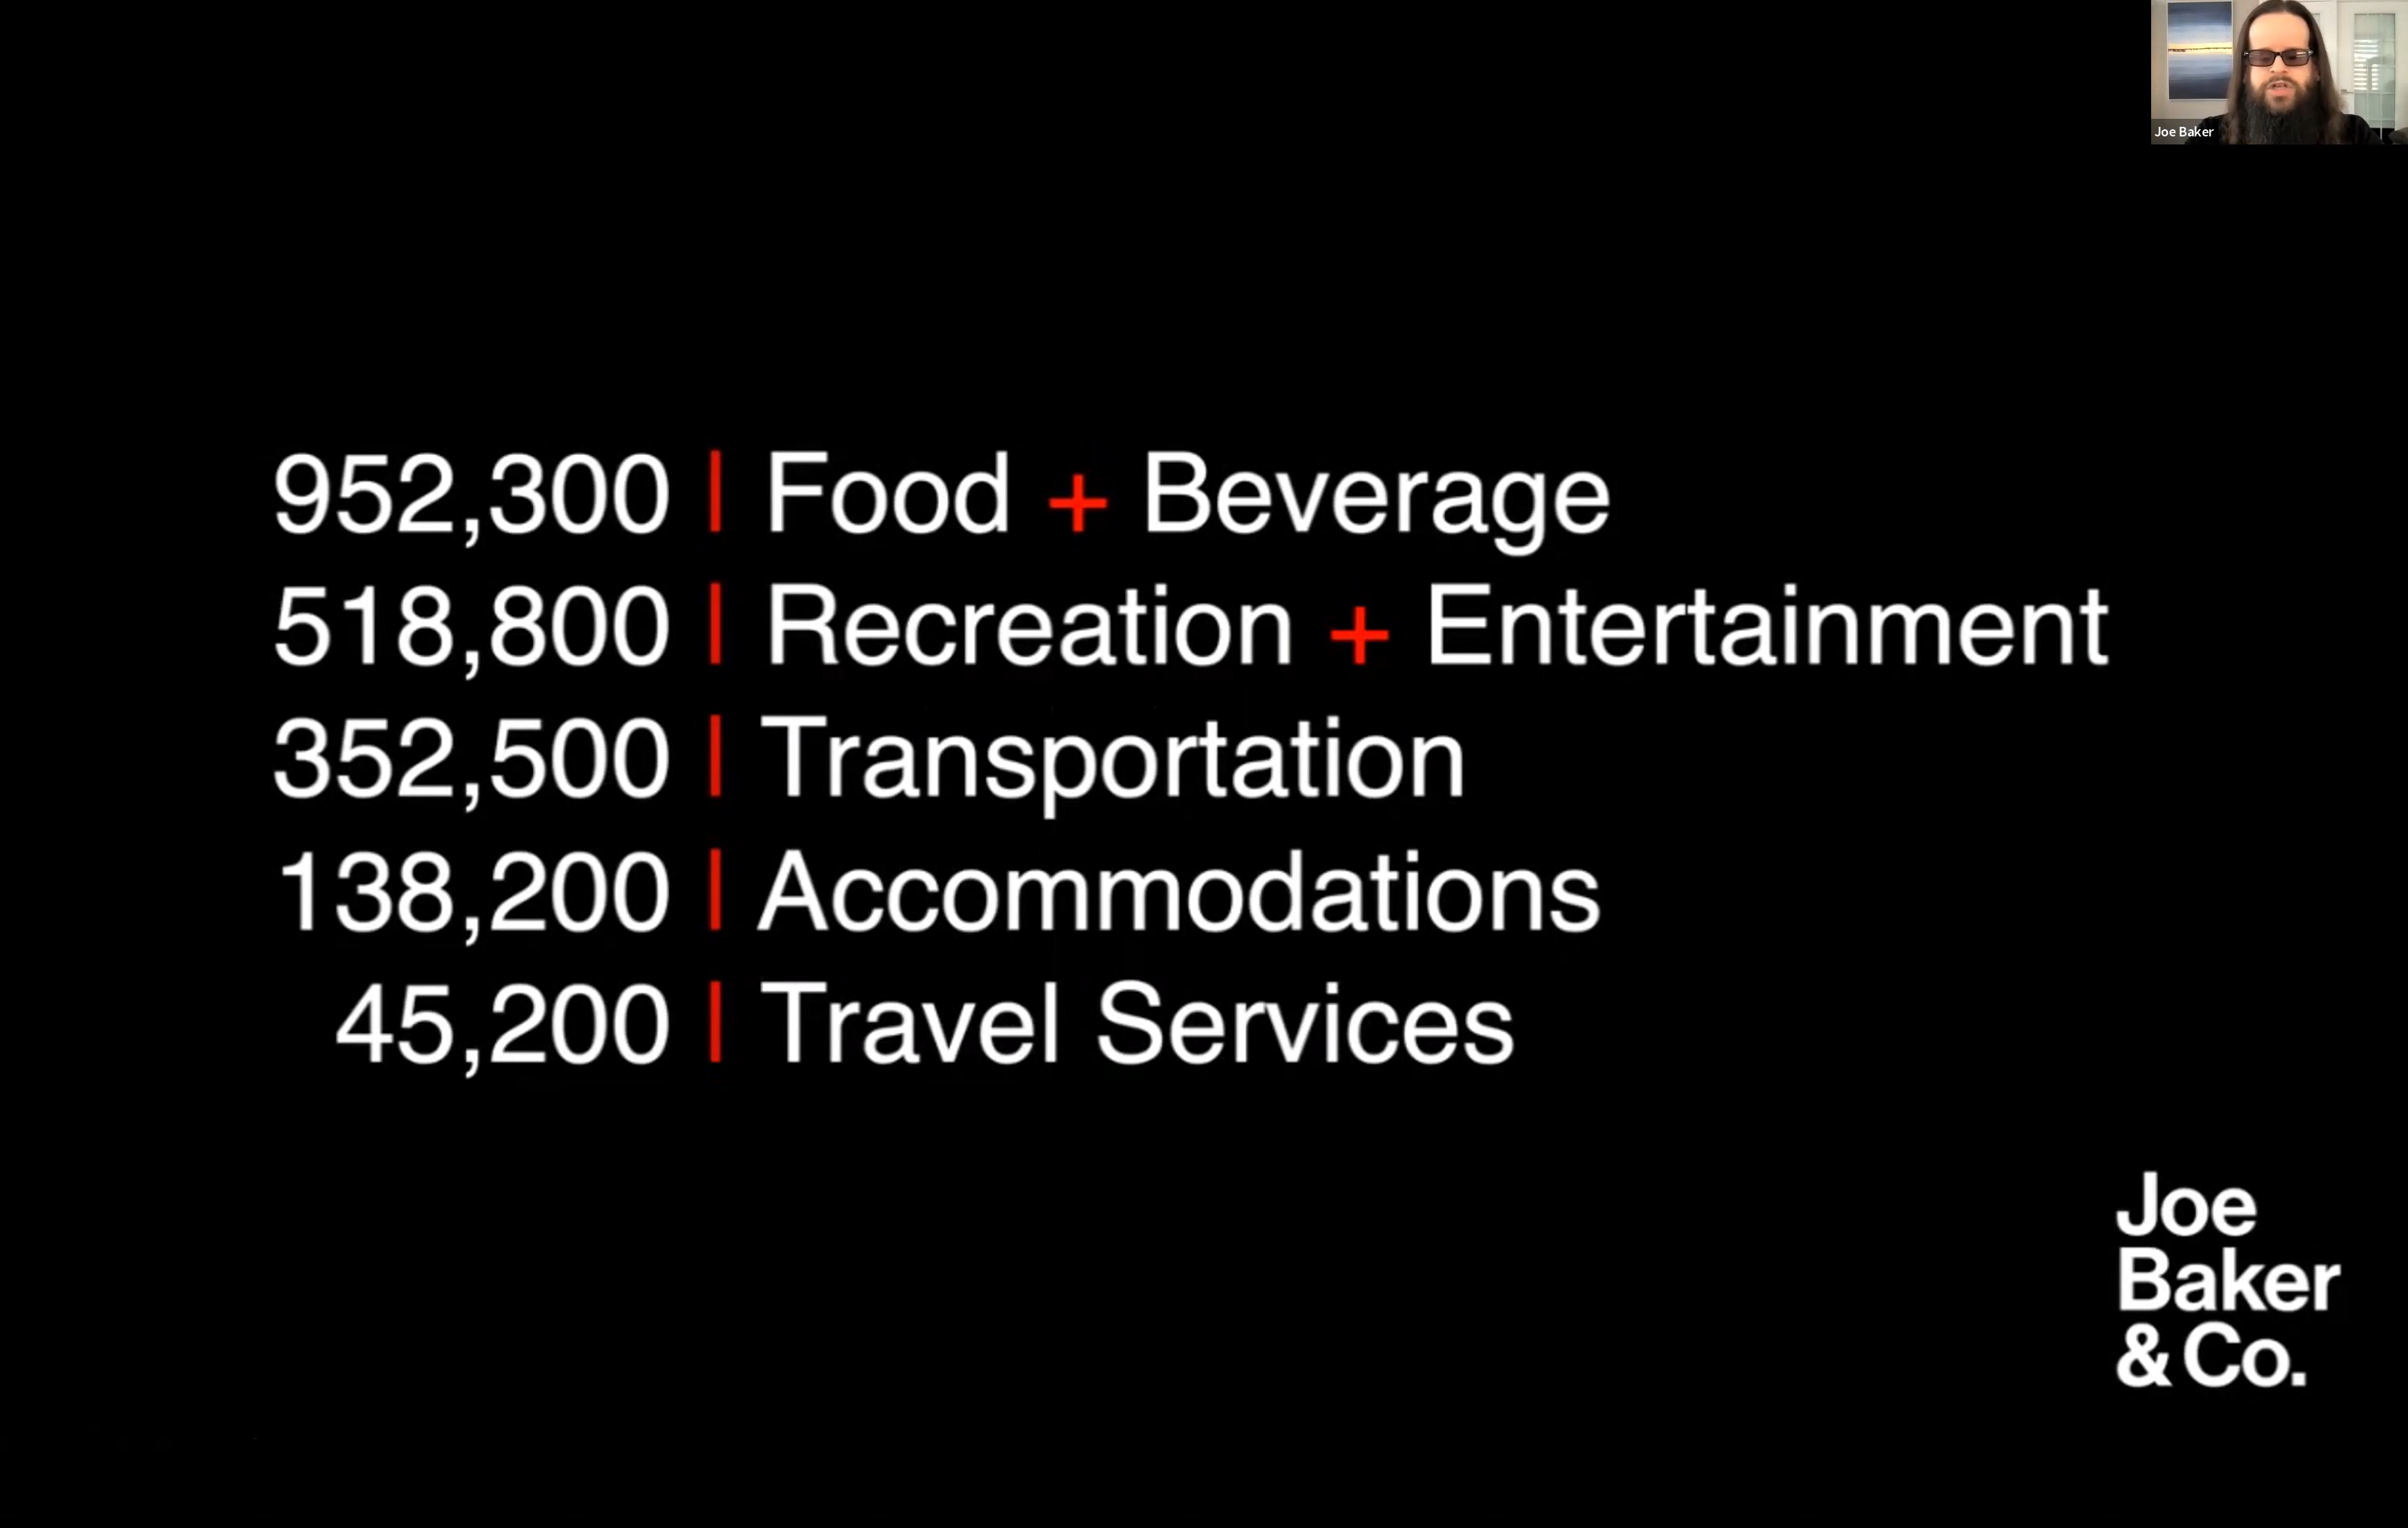 Joe Baker
952,300 | Food + Beverage
518,800 | Recreation + Entertainment
352,500 | Transportation
138,200 | Accommodations
45,200 | Travel Services
Joe
Baker
& Co.